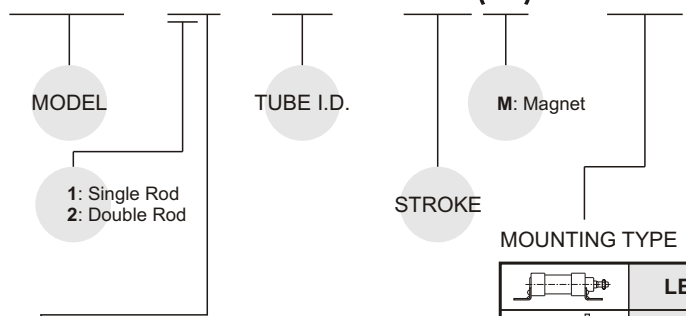 MODEL
TUBE I.D.
M: Magnet
1: Single Rod
2: Double Rod
STROKE
MOUNTING TYPE